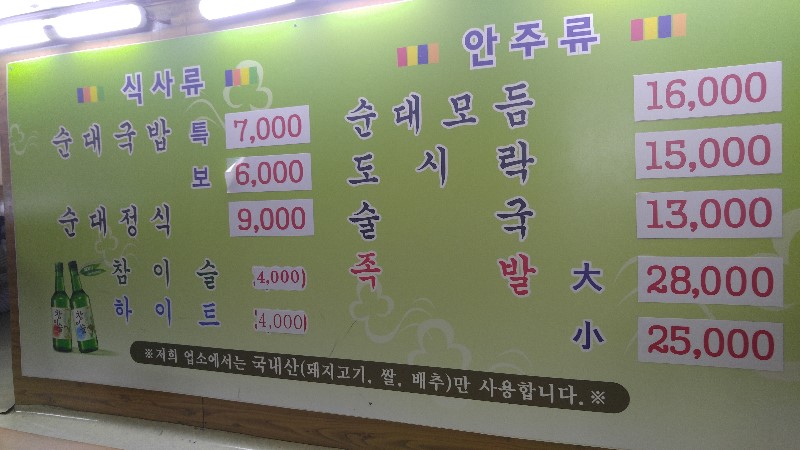 식사류
순대국밥 특 7,000
보 6,000
순대정식 9,000
참이슬 4,000
하이트 4,000
안주류
순대모듬 16,000
도시락 15,000
술국 13,000
족발 大 28,000
小 25,000
※저희 업소에서는 국내산(돼지고기, 쌀, 배추)만 사용합니다.※